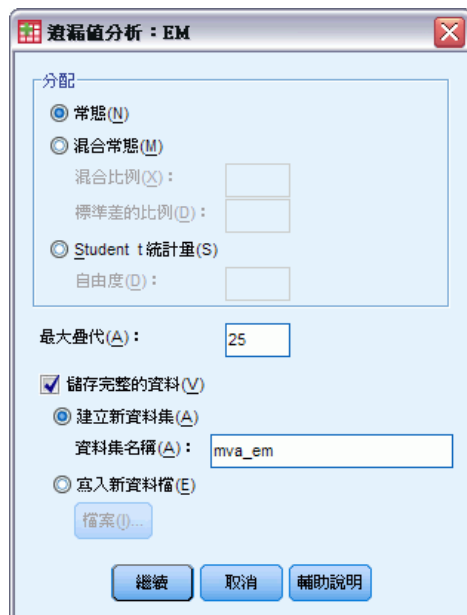 遺漏值分析：EM
分配
常態(N)
混合常態(M)
混合比例(X)：
標準差的比例(D)：
Student t 統計量(S)
自由度(D)：
最大疊代(A)： 25
儲存完整的資料(V)
建立新資料集(A)
資料集名稱(A)： mva_em
寫入新資料檔(E)
檔案(I)...
繼續 取消 輔助說明